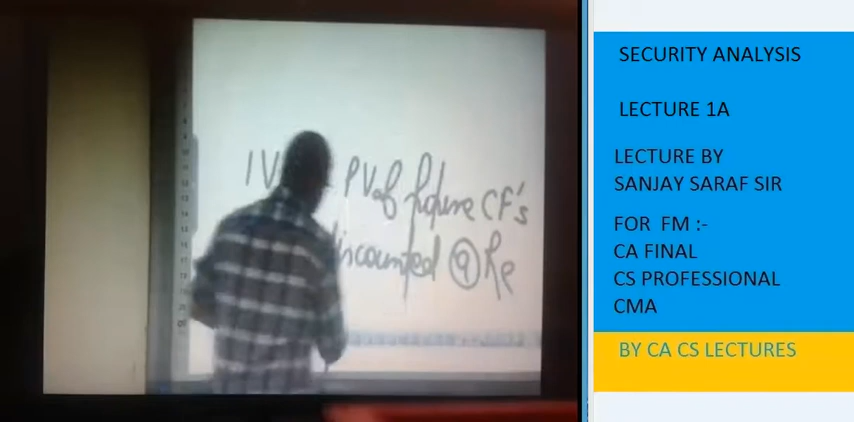 IV PV of future CF's
discounted @ Re
SECURITY ANALYSIS
LECTURE 1A
LECTURE BY
SANJAY SARAF SIR
FOR FM :-
CA FINAL
CS PROFESSIONAL
CMA
BY CA CS LECTURES